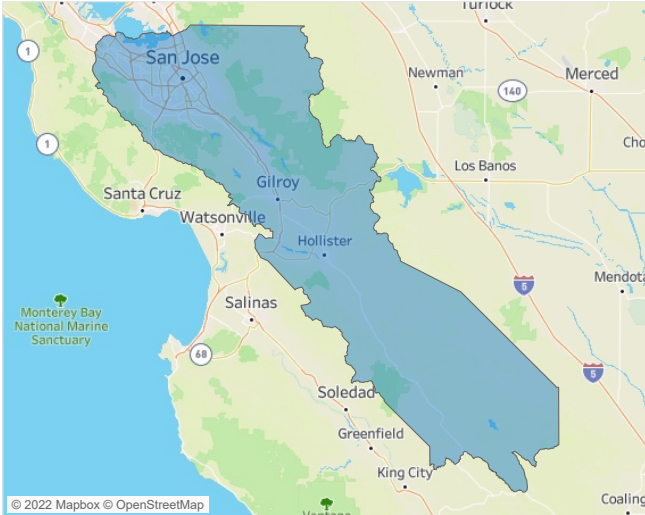 Turlock
1
San Jose
Newman
Merced
140
1
Cho
Los Banos
Gilroy
Santa Cruz
Watsonville
Hollister
5
Mendota
Monterey Bay
National Marine
Sanctuary
Salinas
68
5
Soledad
Greenfield
King City
Coaling
© 2022 Mapbox © OpenStreetMap